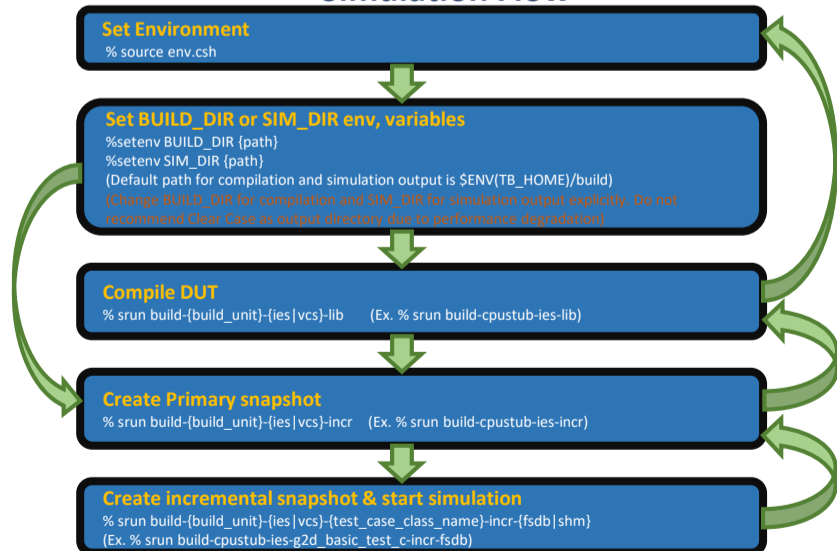 Simulation Flow
Set Environment
% source env.csh
Set BUILD_DIR or SIM_DIR env, variables
%setenv BUILD_DIR {path}
%setenv SIM_DIR {path}
(Default path for compilation and simulation output is $ENV(TB_HOME)/build)
(Change BUILD_DIR for compilation and SIM_DIR for simulation output explicitly. Do not
recommend Clear Case as output directory due to performance degradation)
Compile DUT
% srun build-{build_unit}-{ies|vcs}-lib (Ex. % srun build-cpustub-ies-lib)
Create Primary snapshot
% srun build-{build_unit}-{ies|vcs}-incr (Ex. % srun build-cpustub-ies-incr)
Create incremental snapshot & start simulation
% srun build-{build_unit}-{ies|vcs}-{test_case_class_name}-incr-{fsdb|shm}
(Ex. % srun build-cpustub-ies-g2d_basic_test_c-incr-fsdb)